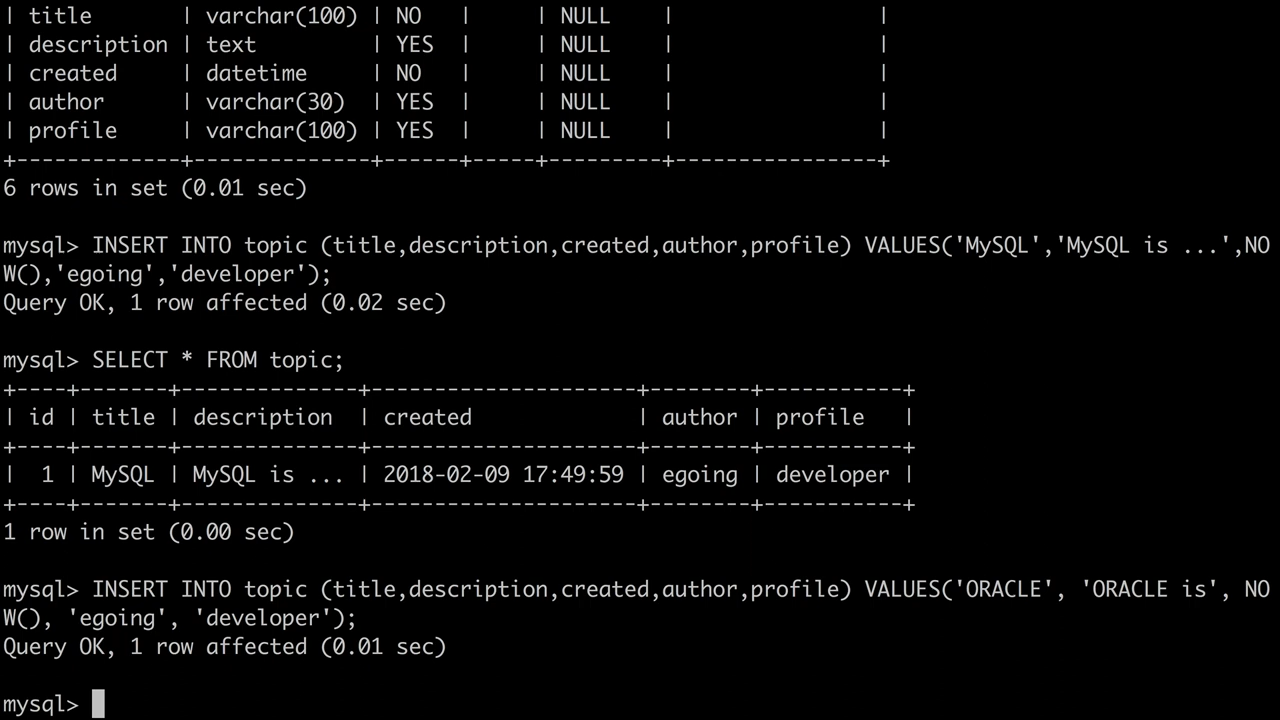 | title       | varchar(100) | NO   |     | NULL    |                |
| description | text         | YES  |     | NULL    |                |
| created     | datetime     | NO   |     | NULL    |                |
| author      | varchar(30)  | YES  |     | NULL    |                |
| profile     | varchar(100) | YES  |     | NULL    |                |
+-------------+--------------+------+-----+---------+----------------+
6 rows in set (0.01 sec)
mysql> INSERT INTO topic (title,description,created,author,profile) VALUES('MySQL','MySQL is ...',NO
W(),'egoing','developer');
Query OK, 1 row affected (0.02 sec)
mysql> SELECT * FROM topic;
+----+-------+--------------+---------------------+--------+-----------+
| id | title | description  | created             | author | profile   |
+----+-------+--------------+---------------------+--------+-----------+
|  1 | MySQL | MySQL is ... | 2018-02-09 17:49:59 | egoing | developer |
+----+-------+--------------+---------------------+--------+-----------+
1 row in set (0.00 sec)
mysql> INSERT INTO topic (title,description,created,author,profile) VALUES('ORACLE', 'ORACLE is', NO
W(), 'egoing', 'developer');
Query OK, 1 row affected (0.01 sec)
mysql>